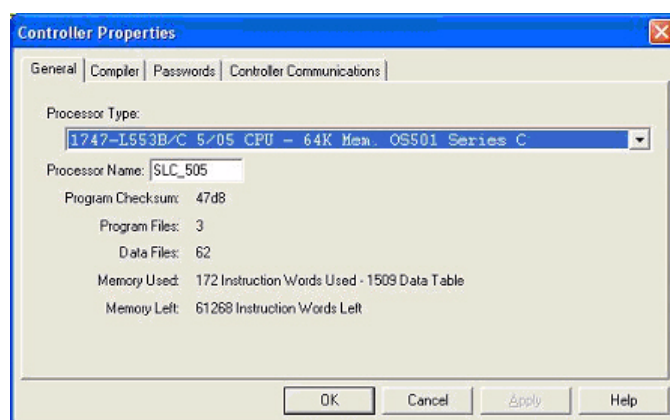 Controller Properties
General Compiler Passwords Controller Communications
Processor Type:
1747-L553B/C 5/05 CPU - 64K Mem. OS501 Series C
Processor Name: SLC_505
Program Checksum: 47d8
Program Files: 3
Data Files: 62
Memory Used: 172 Instruction Words Used - 1509 Data Table
Memory Left: 61268 Instruction Words Left
OK Cancel Apply Help